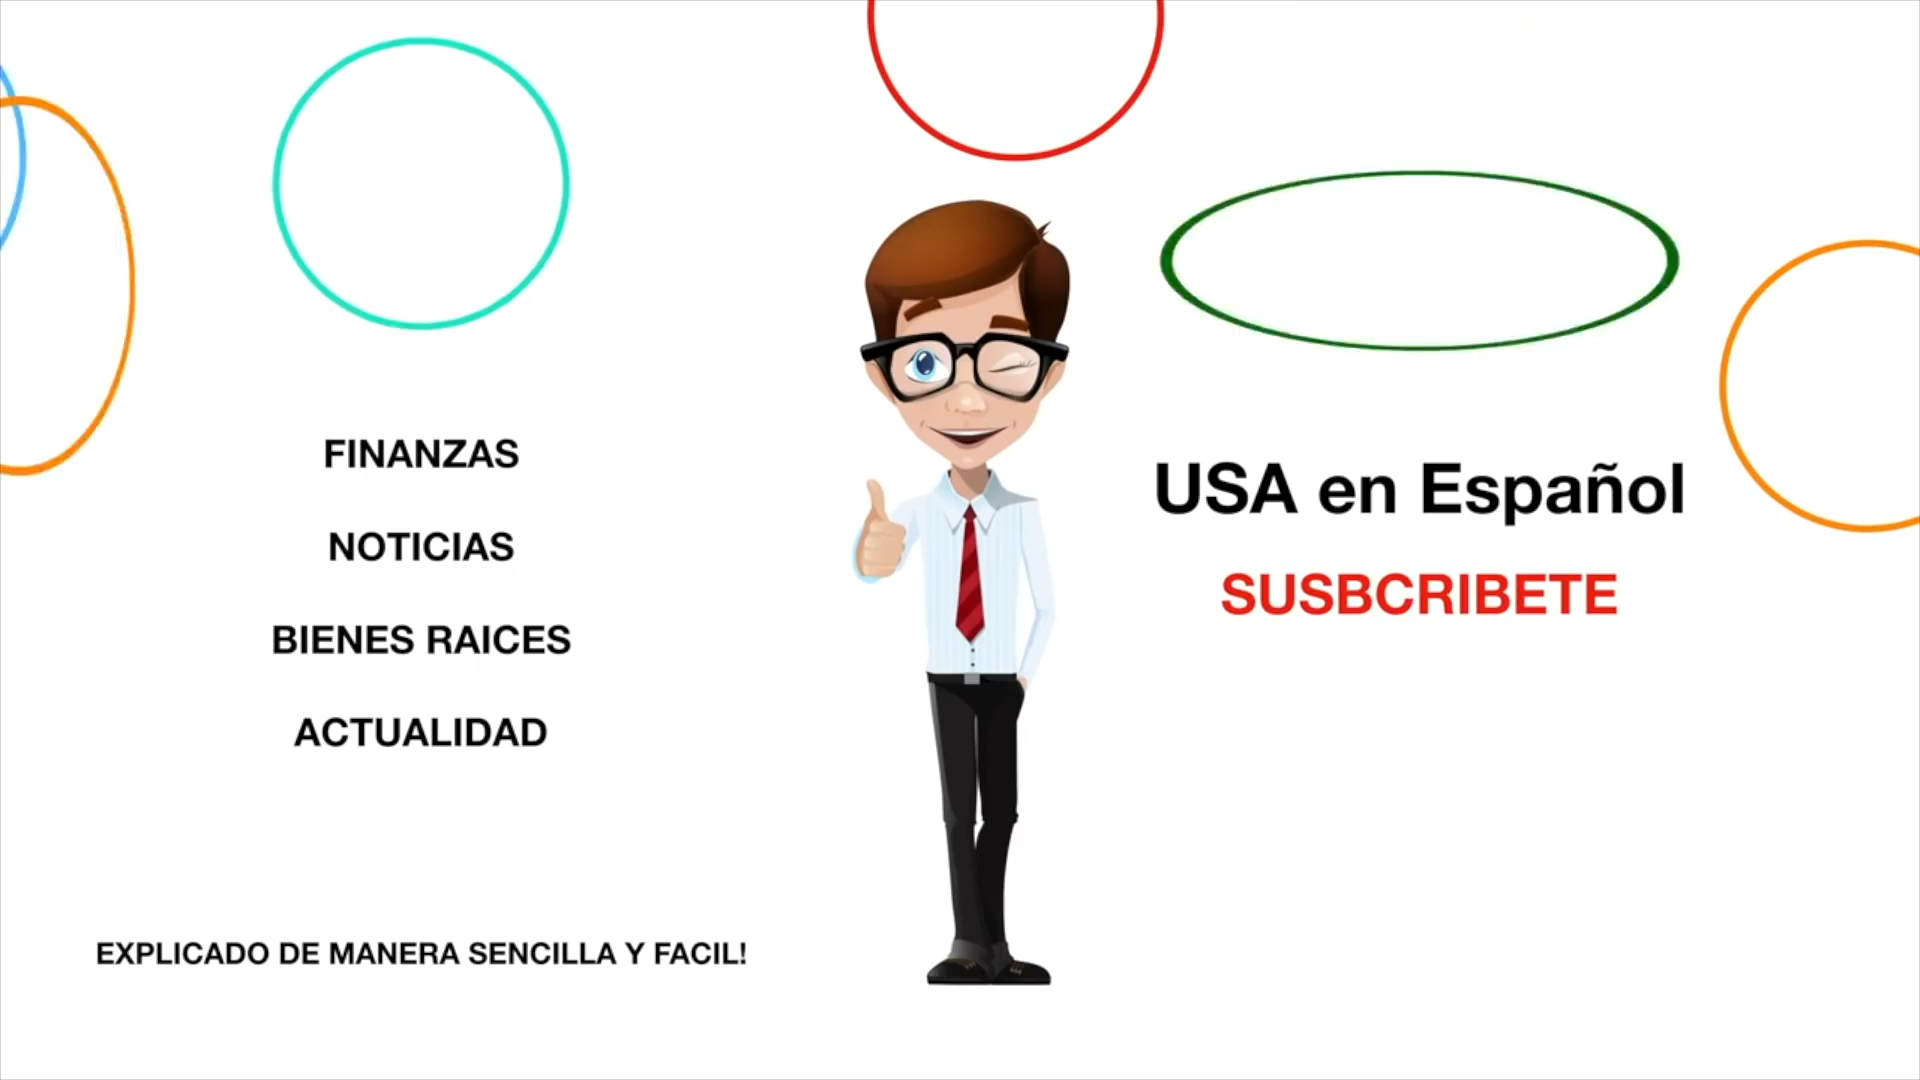 FINANZAS
NOTICIAS
BIENES RAICES
ACTUALIDAD
EXPLICADO DE MANERA SENCILLA Y FACIL!
USA en Español
SUSBCRIBETE